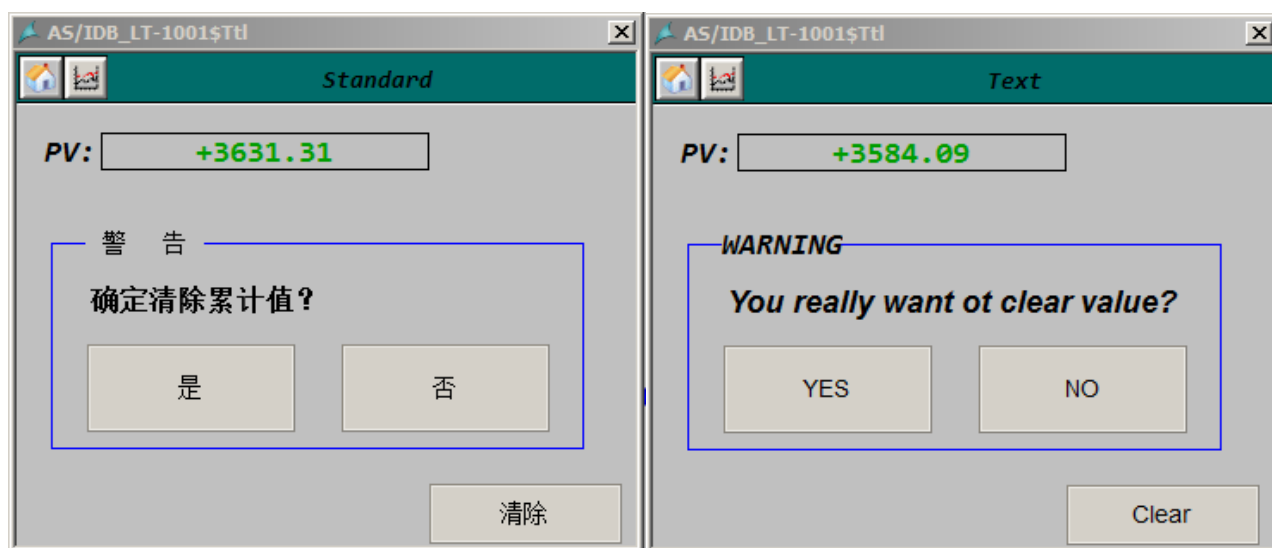 AS/IDB_LT-1001$Ttl
Standard
PV: +3631.31
警 告
确定清除累计值?
是 否
清除
AS/IDB_LT-1001$Ttl
Text
PV: +3584.09
WARNING
You really want ot clear value?
YES NO
Clear